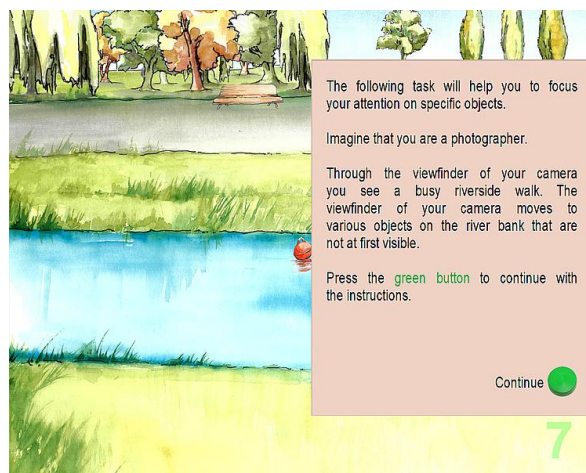 The following task will help you to focus
your attention on specific objects.
Imagine that you are a photographer.
Through the viewfinder of your camera
you see a busy riverside walk. The
viewfinder of your camera moves to
various objects on the river bank that are
not at first visible.
Press the green button to continue with
the instructions.
Continue
7